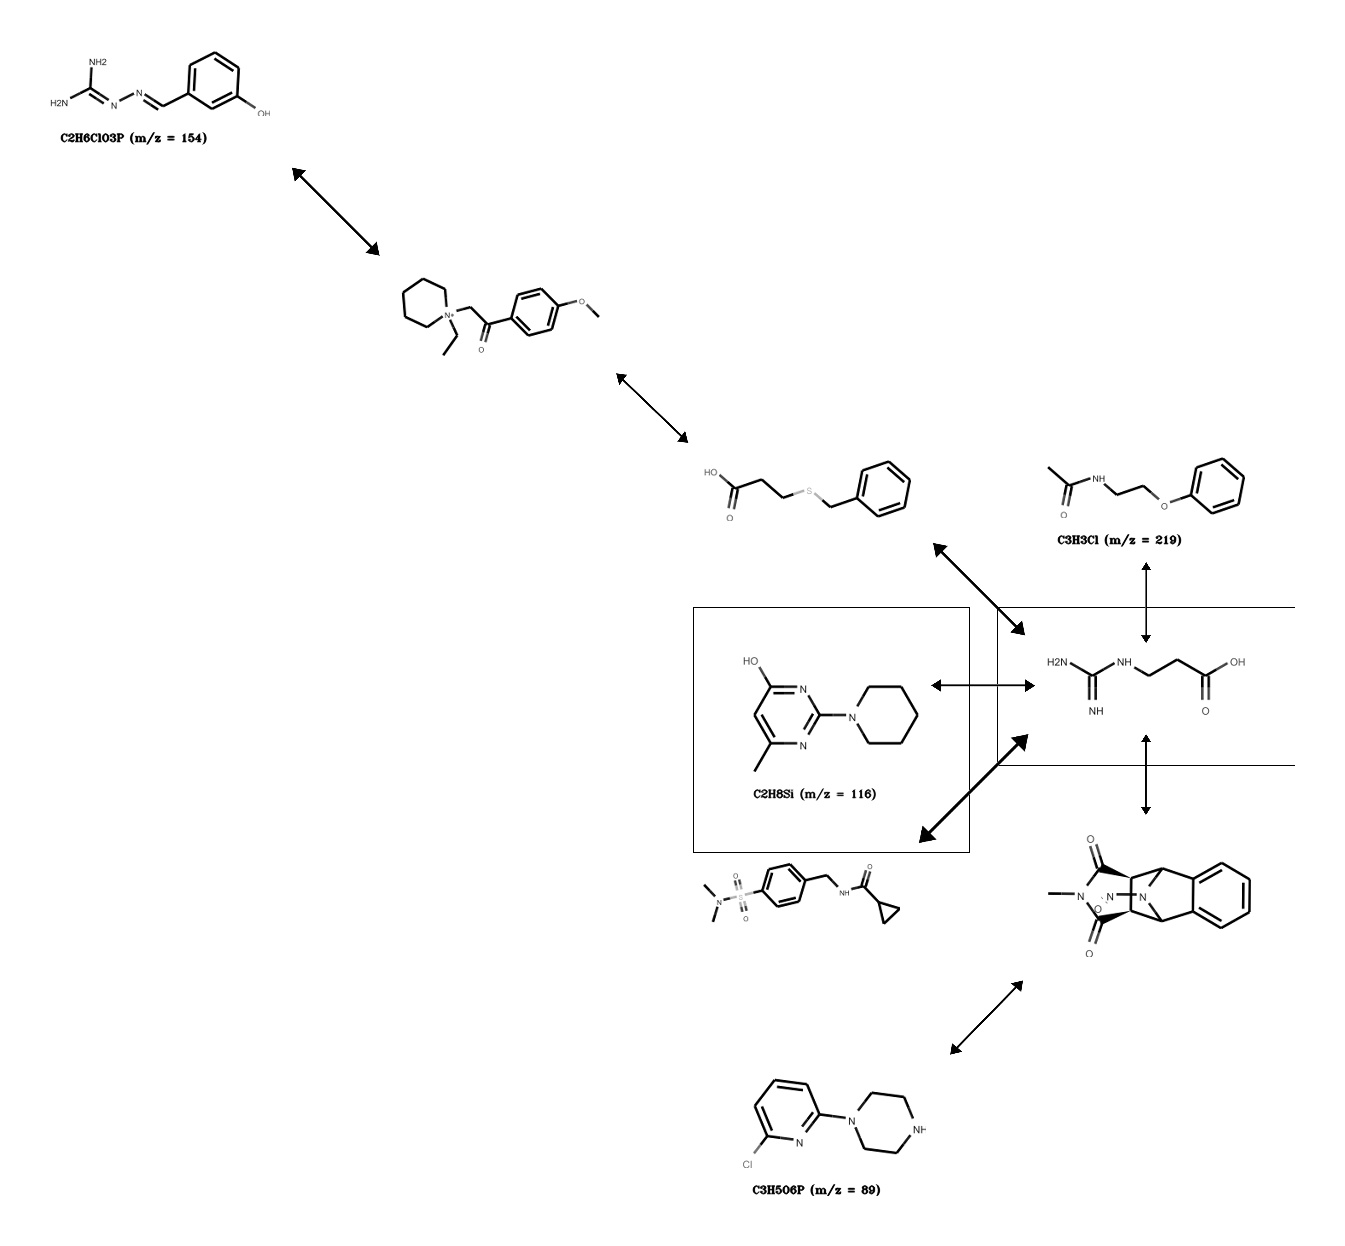 NH2
H2N
N
N
OH
C2H6ClO3P (m/z = 154)
N+
O
O
HO
O
S
NH
O
O
C3H3Cl (m/z = 219)
HO
N
N
N
C2H8Si (m/z = 116)
H2N
NH
OH
NH
O
O
N
S
O
NH
O
O
N
N
N
O
O
Cl
N
N
NH
C3H5O6P (m/z = 89)